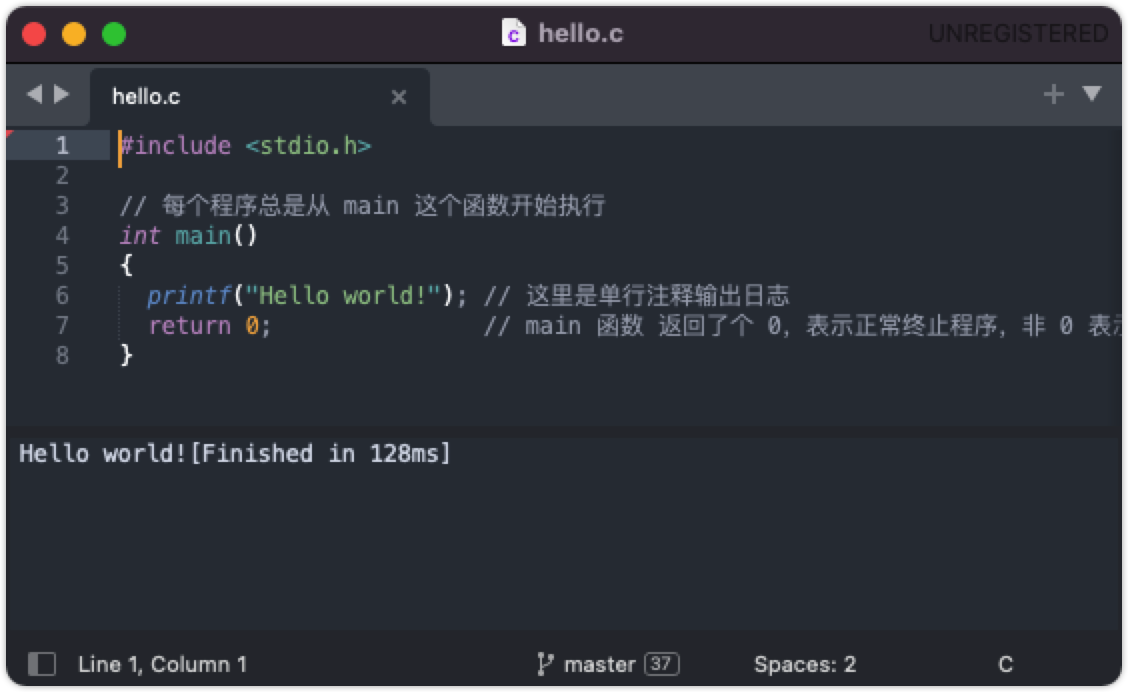 hello.c
UNREGISTERED
hello.c
1 #include <stdio.h>
2
3 // 每个程序总是从 main 这个函数开始执行
4 int main()
5 {
6 printf("Hello world!"); // 这里是单行注释输出日志
7 return 0; // main 函数 返回了个 0, 表示正常终止程序, 非 0 表
8 }
Hello world![Finished in 128ms]
Line 1, Column 1 master 37 Spaces: 2 C